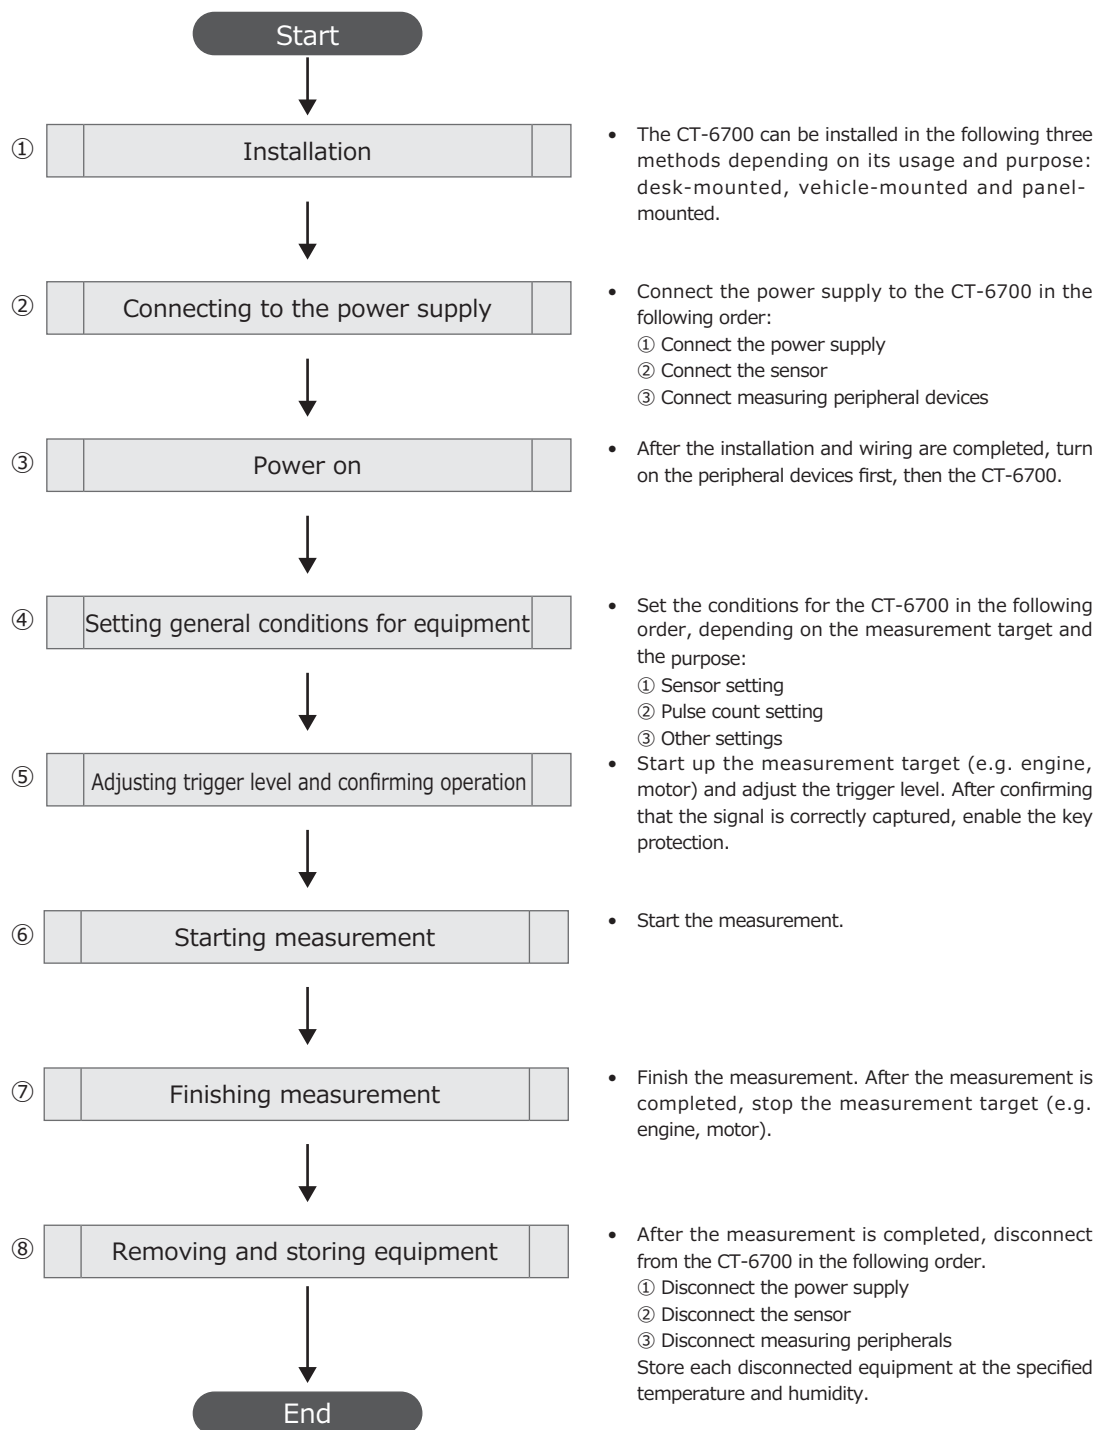 Start
① Installation
• The CT-6700 can be installed in the following three
methods depending on its usage and purpose:
desk-mounted, vehicle-mounted and panel-
mounted.
② Connecting to the power supply
• Connect the power supply to the CT-6700 in the
following order:
① Connect the power supply
② Connect the sensor
③ Connect measuring peripheral devices
③ Power on
• After the installation and wiring are completed, turn
on the peripheral devices first, then the CT-6700.
④ Setting general conditions for equipment
• Set the conditions for the CT-6700 in the following
order, depending on the measurement target and
the purpose:
① Sensor setting
② Pulse count setting
③ Other settings
⑤ Adjusting trigger level and confirming operation
• Start up the measurement target (e.g. engine,
motor) and adjust the trigger level. After confirming
that the signal is correctly captured, enable the key
protection.
⑥ Starting measurement
• Start the measurement.
⑦ Finishing measurement
• Finish the measurement. After the measurement is
completed, stop the measurement target (e.g.
engine, motor).
⑧ Removing and storing equipment
• After the measurement is completed, disconnect
from the CT-6700 in the following order.
① Disconnect the power supply
② Disconnect the sensor
③ Disconnect measuring peripherals
Store each disconnected equipment at the specified
temperature and humidity.
End